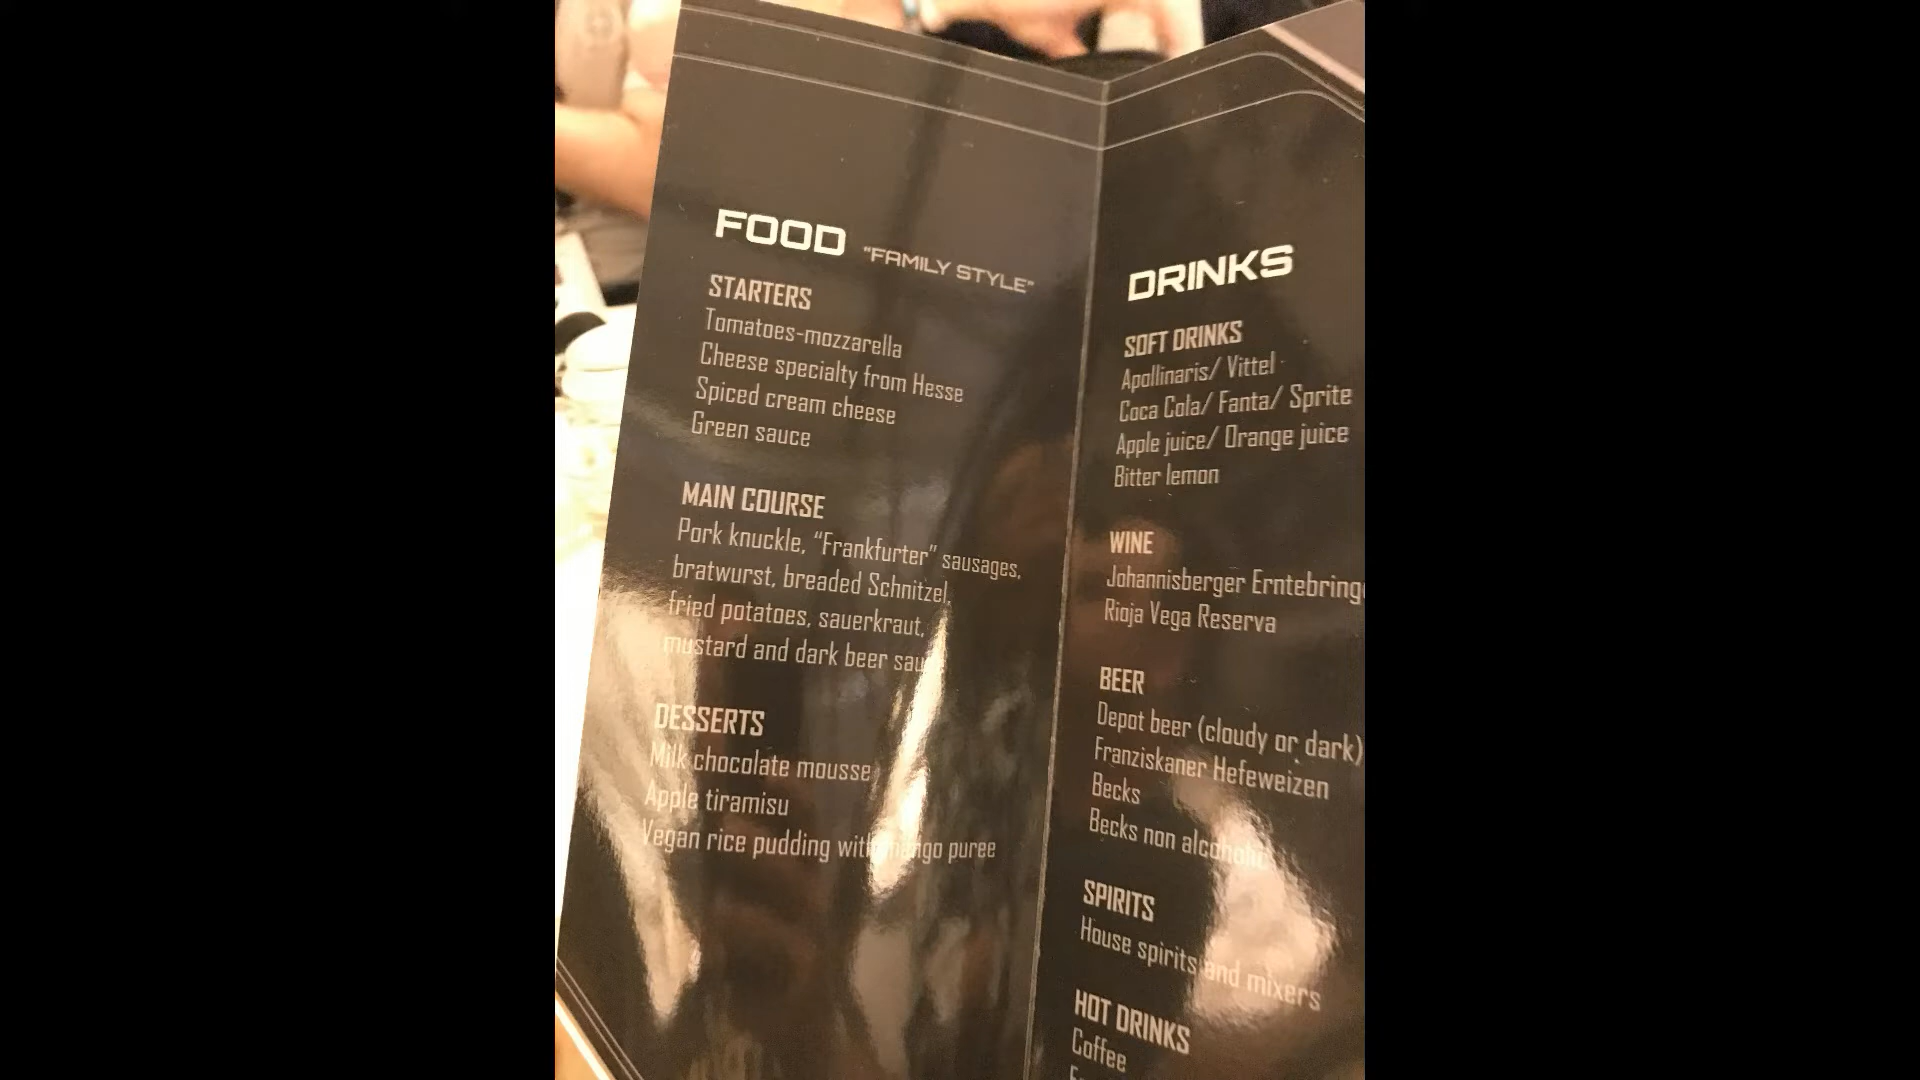 FOOD "FAMILY STYLE"
STARTERS
Tomatoes-mozzarella
Cheese specialty from Hesse
Spiced cream cheese
Green sauce
MAIN COURSE
Pork knuckle, "Frankfurter" sausages,
bratwurst, breaded Schnitzel,
fried potatoes, sauerkraut,
mustard and dark beer
DESSERTS
Milk chocolate mousse
Apple tiramisu
Vegan rice pudding with mango puree
DRINKS
SOFT DRINKS
Apollinaris/ Vittel
Coca Cola/ Fanta/ Sprite
Apple juice/ Orange juice
Bitter lemon
WINE
Johannisberger
Rioja Vega Reserva
BEER
Depot beer (cloudy or dark)
Franziskaner Hefeweizen
Becks
Becks non alcoholic
SPIRITS
House spirits and mixers
HOT DRINKS
Coffee